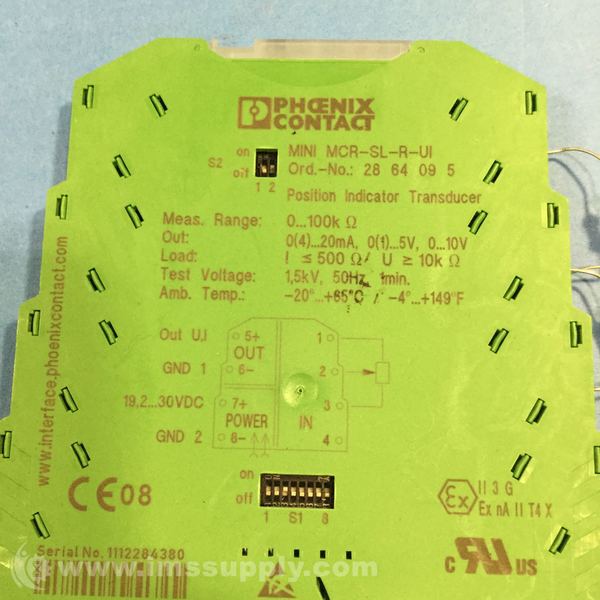 PHOENIX
CONTACT
MINI MCR-SL-R-UI
Ord.-No.: 28 64 09 5
S2 on off
1 2
Position Indicator Transducer
Meas. Range: 0...100k Ω
Out: 0(4)...20mA, 0(1)...5V, 0...10V
Load: I ≤ 500 Ω/ U ≥ 10k Ω
Test Voltage: 1,5kV, 50Hz, 1min.
Amb. Temp.: -20°...+65°C / -4°...+149°F
www.interface.phoenixcontact.com
Out U,I 5+ 1
OUT
GND 1 6- 2
19,2...30VDC 7+ 3
POWER IN
GND 2 8- 4
on
off
1 S1 8
CE08
Ex II 3 G
Ex nA II T4 X
Serial No. 1112284380
c RU US
© www.imssupply.com